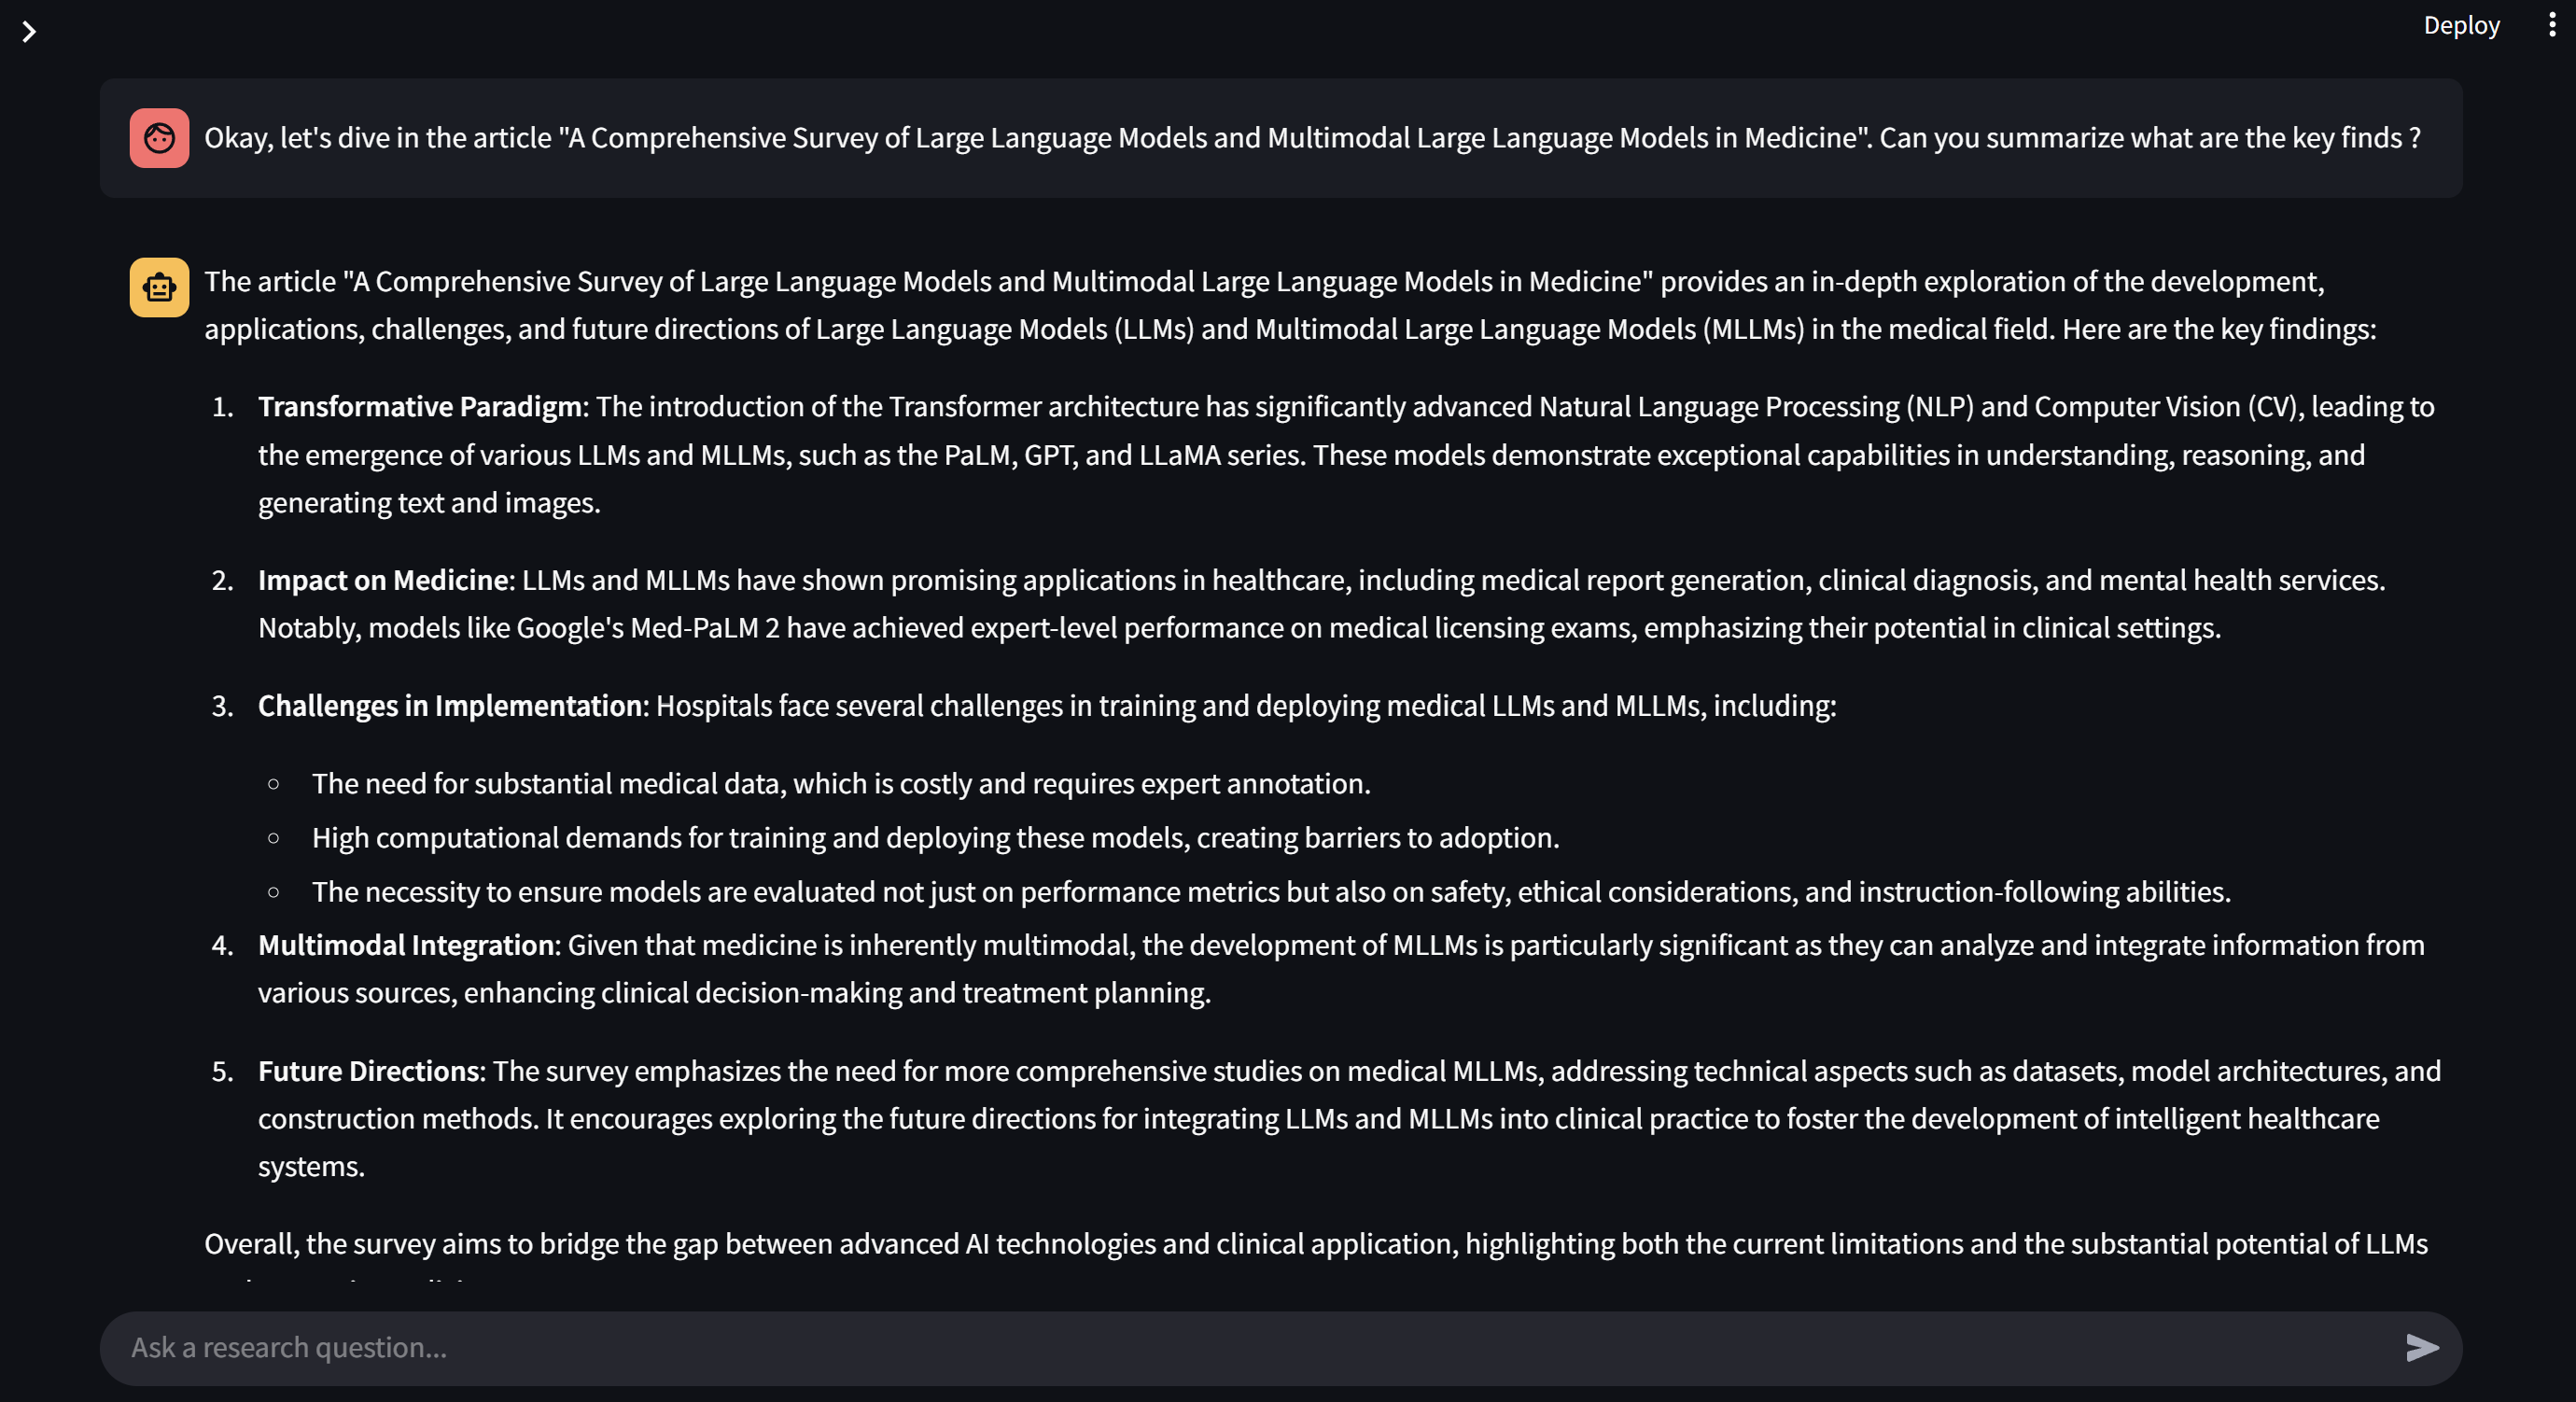 Deploy
Okay, let's dive in the article "A Comprehensive Survey of Large Language Models and Multimodal Large Language Models in Medicine". Can you summarize what are the key finds ?
The article "A Comprehensive Survey of Large Language Models and Multimodal Large Language Models in Medicine" provides an in-depth exploration of the development,
applications, challenges, and future directions of Large Language Models (LLMs) and Multimodal Large Language Models (MLLMs) in the medical field. Here are the key findings:
1. Transformative Paradigm: The introduction of the Transformer architecture has significantly advanced Natural Language Processing (NLP) and Computer Vision (CV), leading to
the emergence of various LLMs and MLLMs, such as the PaLM, GPT, and LLaMA series. These models demonstrate exceptional capabilities in understanding, reasoning, and
generating text and images.
2. Impact on Medicine: LLMs and MLLMs have shown promising applications in healthcare, including medical report generation, clinical diagnosis, and mental health services.
Notably, models like Google's Med-PaLM 2 have achieved expert-level performance on medical licensing exams, emphasizing their potential in clinical settings.
3. Challenges in Implementation: Hospitals face several challenges in training and deploying medical LLMs and MLLMs, including:
◦ The need for substantial medical data, which is costly and requires expert annotation.
◦ High computational demands for training and deploying these models, creating barriers to adoption.
◦ The necessity to ensure models are evaluated not just on performance metrics but also on safety, ethical considerations, and instruction-following abilities.
4. Multimodal Integration: Given that medicine is inherently multimodal, the development of MLLMs is particularly significant as they can analyze and integrate information from
various sources, enhancing clinical decision-making and treatment planning.
5. Future Directions: The survey emphasizes the need for more comprehensive studies on medical MLLMs, addressing technical aspects such as datasets, model architectures, and
construction methods. It encourages exploring the future directions for integrating LLMs and MLLMs into clinical practice to foster the development of intelligent healthcare
systems.
Overall, the survey aims to bridge the gap between advanced AI technologies and clinical application, highlighting both the current limitations and the substantial potential of LLMs
Ask a research question...